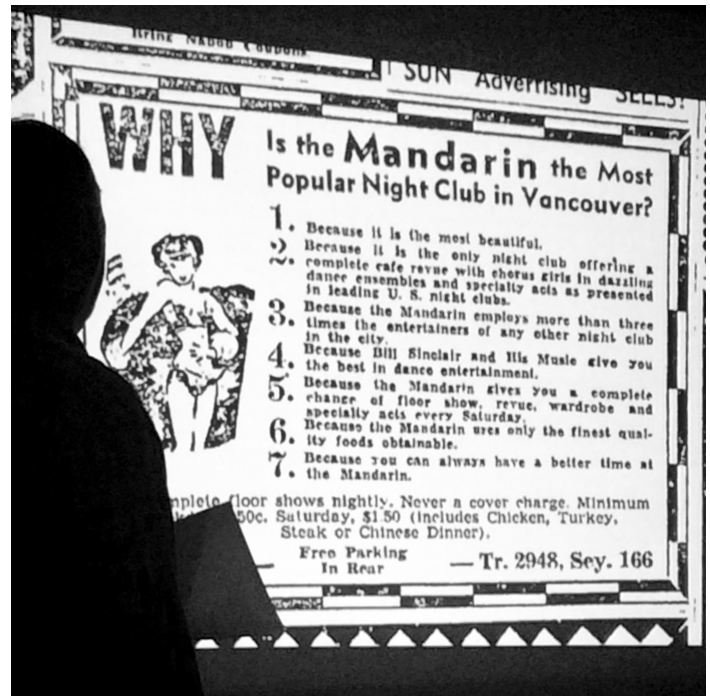 Bring Nabob Coupons
SUN Advertising SELLS!
WHY
Is the Mandarin the Most
Popular Night Club in Vancouver?
1. Because it is the most beautiful.
2. Because it is the only night club offering a
complete cafe revue with chorus girls in dazzling
dance ensembles and specialty acts as presented
in leading U. S. night clubs.
3. Because the Mandarin employs more than three
times the entertainers of any other night club
in the city.
4. Because Bill Sinclair and His Music give you
the best in dance entertainment.
5. Because the Mandarin gives you a complete
change of floor show, revue, wardrobe and
specialty acts every Saturday.
6. Because the Mandarin uses only the finest qual-
ity foods obtainable.
7. Because you can always have a better time at
the Mandarin.
mplete floor shows nightly. Never a cover charge. Minimum
50c. Saturday, $1.50 (includes Chicken, Turkey,
Steak or Chinese Dinner).
Free Parking
In Rear
— Tr. 2948, Sey. 166